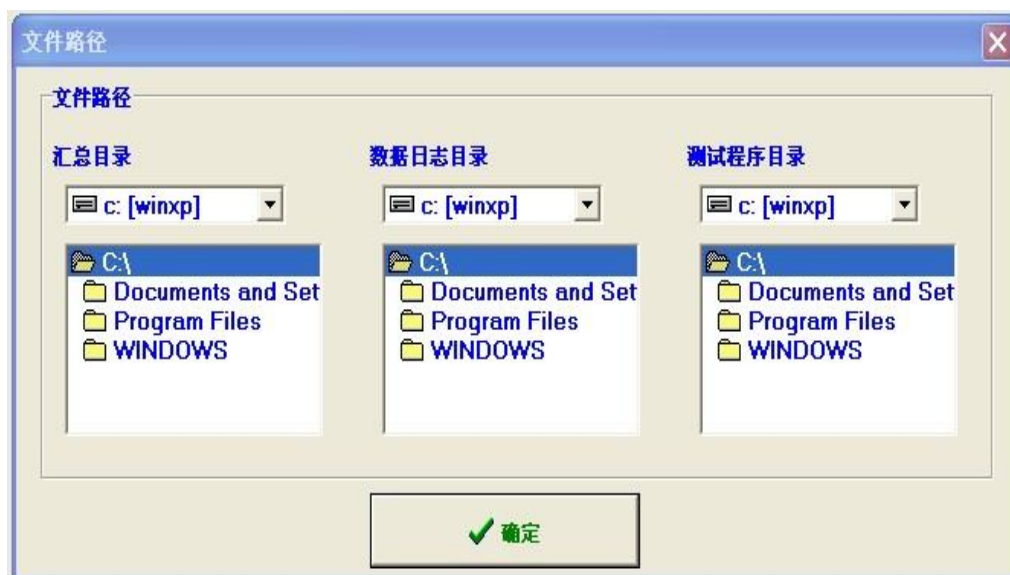 文件路径
文件路径
汇总目录 数据日志目录 测试程序目录
c: [winxp] c: [winxp] c: [winxp]
C:\ C:\ C:\
Documents and Set Documents and Set Documents and Set
Program Files Program Files Program Files
WINDOWS WINDOWS WINDOWS
确定